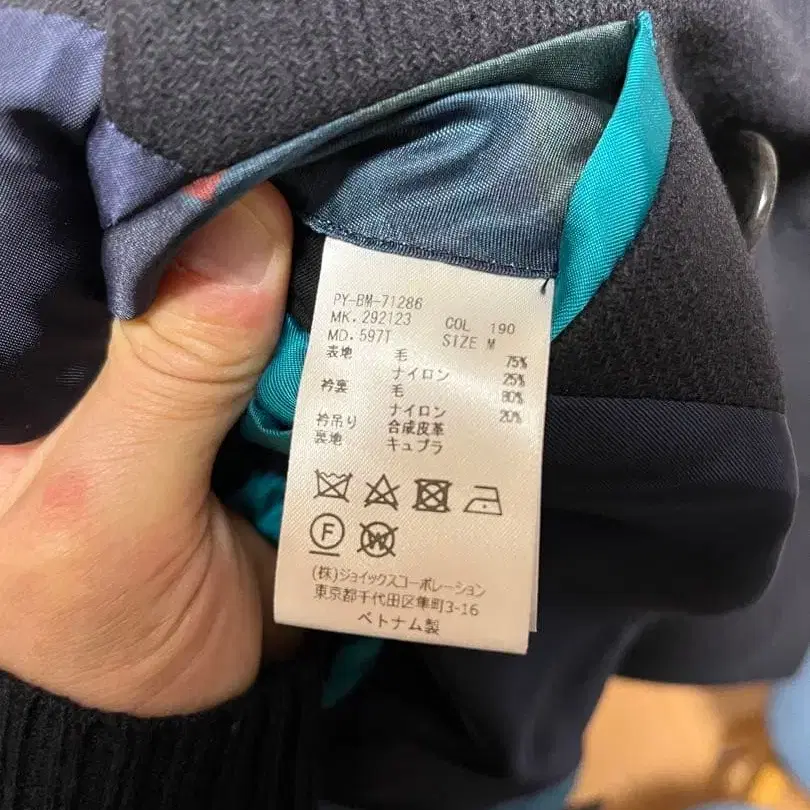 PY-BM-71286
MK. 292123 COL 190
MD. 597T SIZE M
表地 毛 75%
ナイロン 25%
衿裏 毛 80%
ナイロン 20%
衿吊り 合成皮革
裏地 キュプラ
F
W
(株)ジョイックスコーポレーション
東京都千代田区隼町3-16
ベトナム製